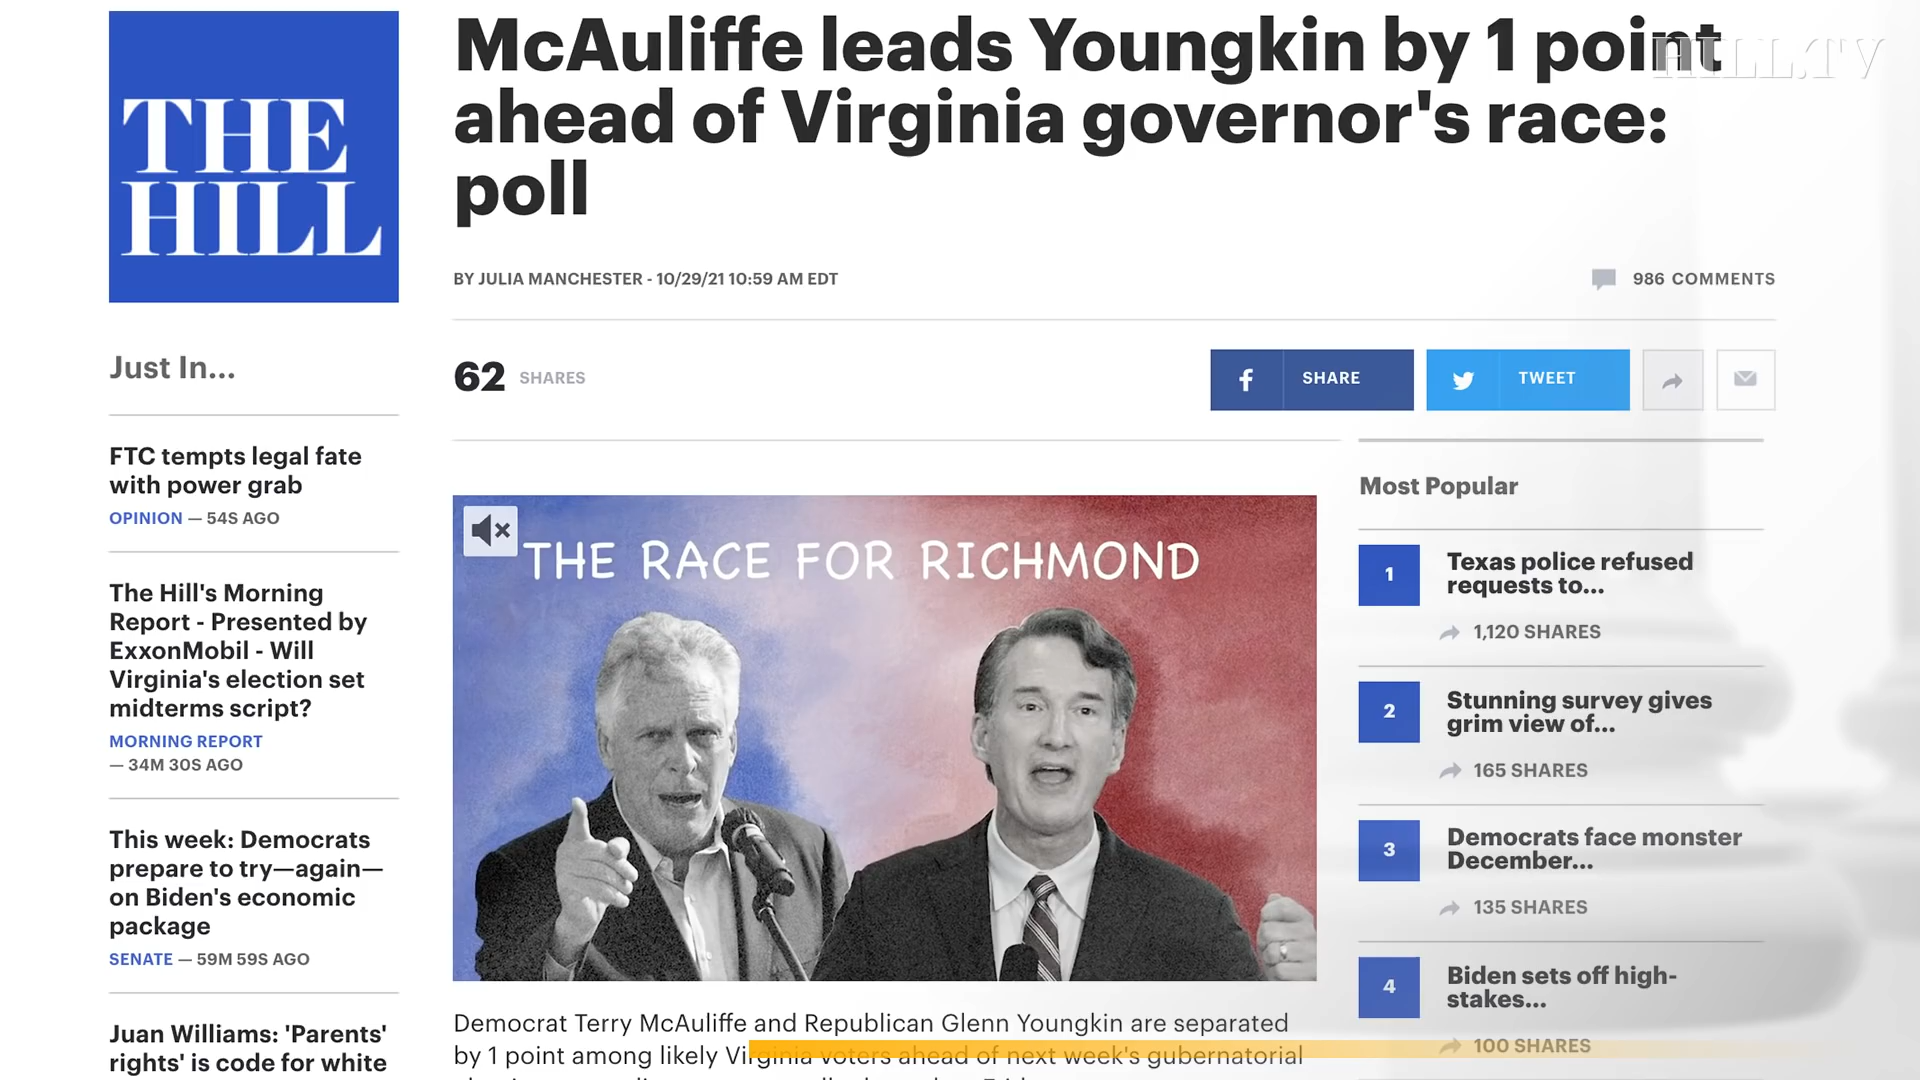 McAuliffe leads Youngkin by 1 point
ahead of Virginia governor's race:
poll
HILL.TV
THE
HILL
BY JULIA MANCHESTER - 10/29/21 10:59 AM EDT
986 COMMENTS
62 SHARES
SHARE
TWEET
Just In...
FTC tempts legal fate
with power grab
OPINION — 54S AGO
The Hill's Morning
Report - Presented by
ExxonMobil - Will
Virginia's election set
midterms script?
MORNING REPORT
— 34M 30S AGO
This week: Democrats
prepare to try—again—
on Biden's economic
package
SENATE — 59M 59S AGO
Juan Williams: 'Parents'
rights' is code for white
THE RACE FOR RICHMOND
Democrat Terry McAuliffe and Republican Glenn Youngkin are separated
by 1 point among likely Virginia voters ahead of next week's gubernatorial
Most Popular
1
Texas police refused
requests to...
1,120 SHARES
2
Stunning survey gives
grim view of...
165 SHARES
3
Democrats face monster
December...
135 SHARES
4
Biden sets off high-
stakes...
100 SHARES